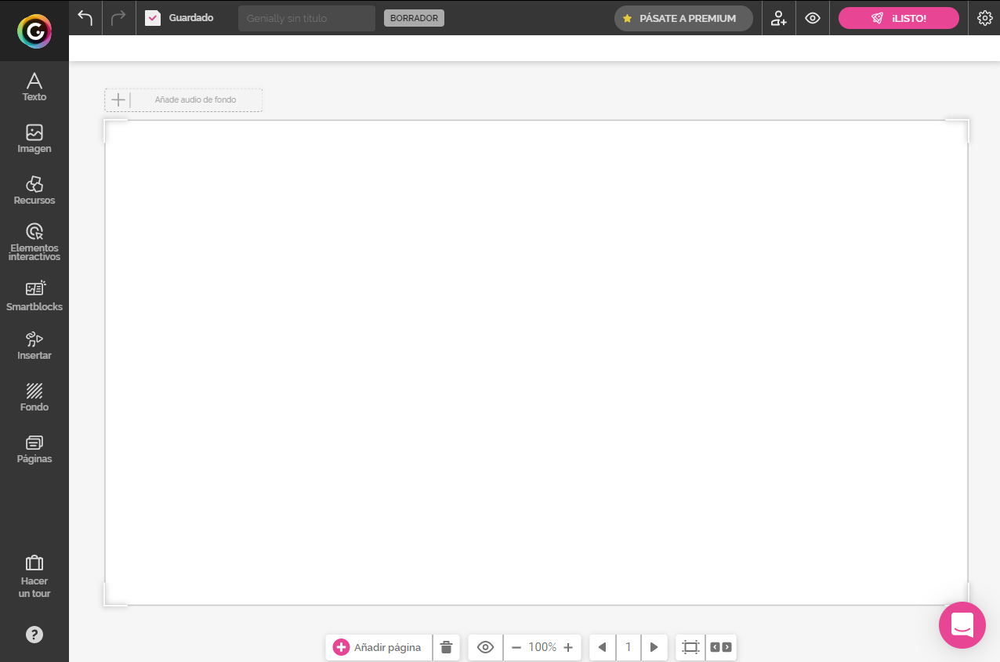 Guardado
Genially sin título
BORRADOR
PÁSATE A PREMIUM
¡LISTO!
Texto
Imagen
Recursos
Elementos
interactivos
Smartblocks
Insertar
Fondo
Páginas
Hacer
un tour
?
Añade audio de fondo
Añadir página
100%
1